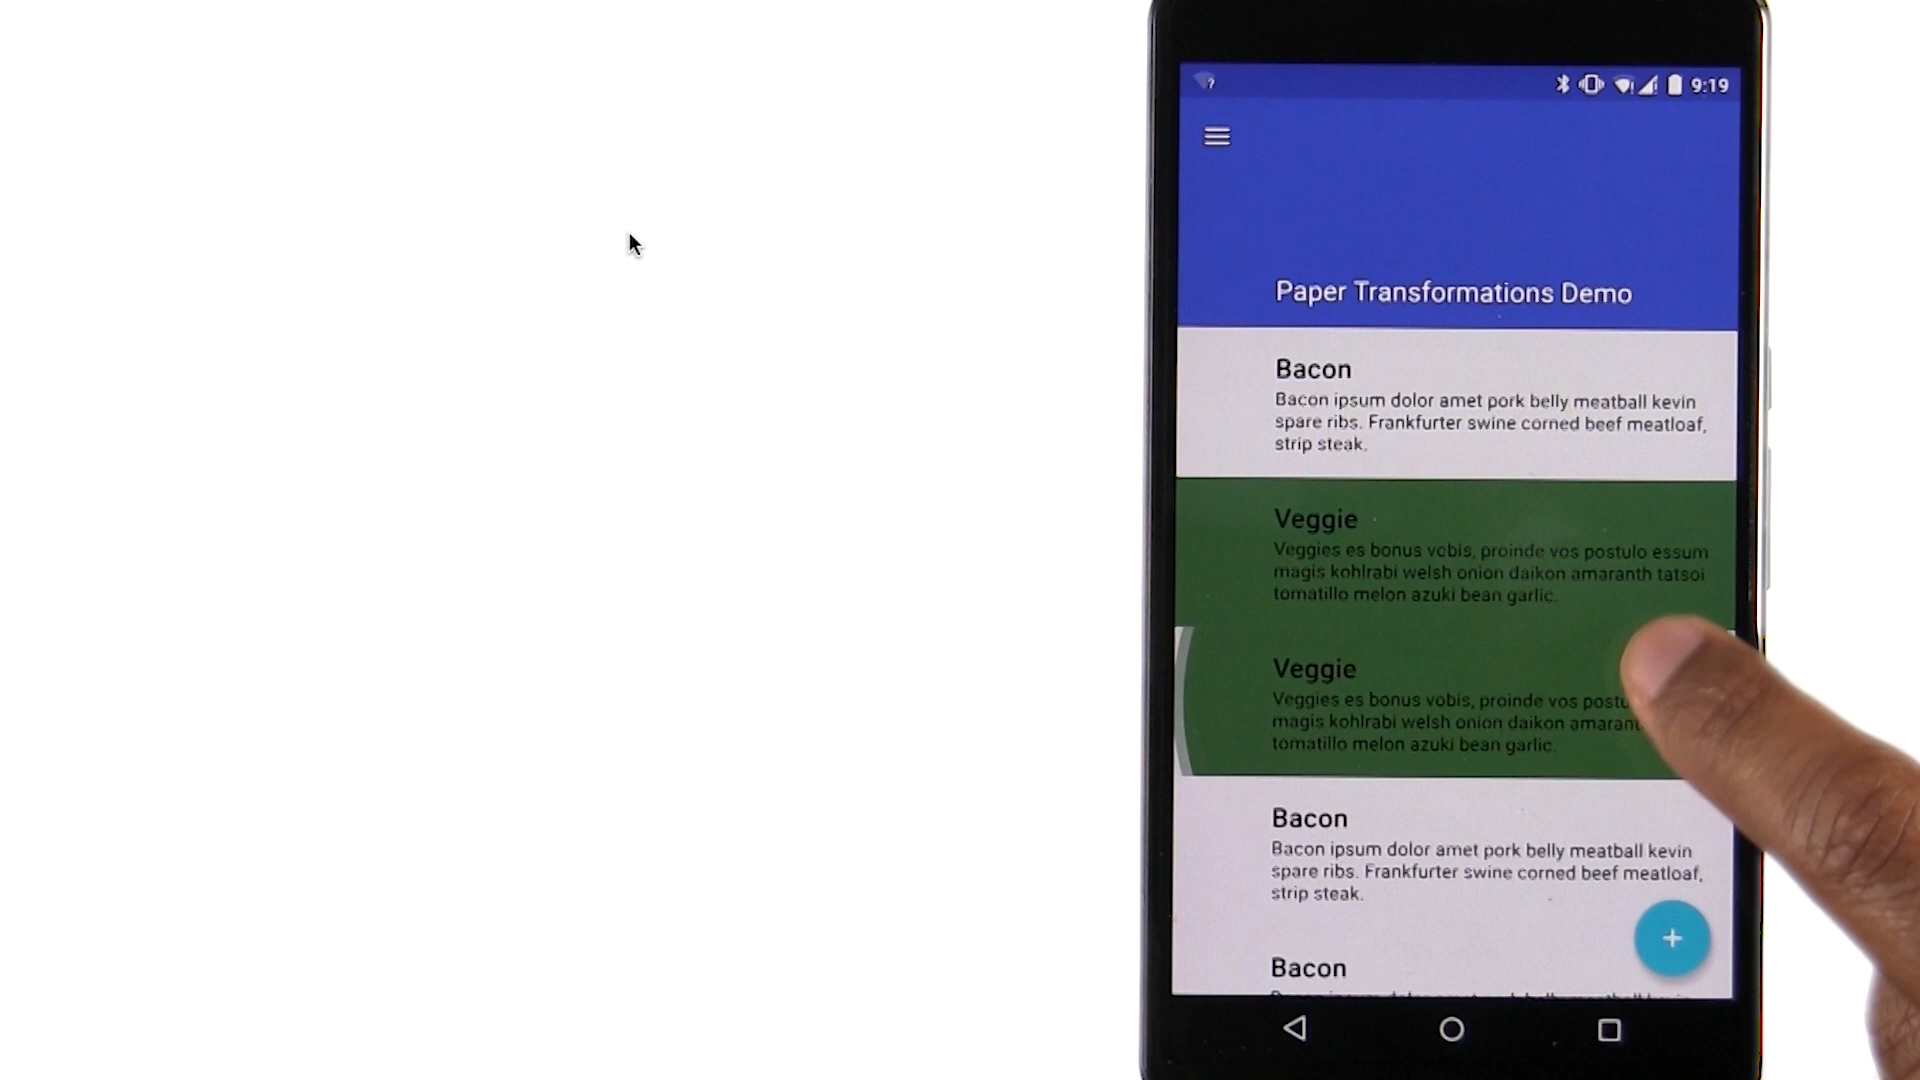 ?
9:19
Paper Transformations Demo
Bacon
Bacon ipsum dolor amet pork belly meatball kevin
spare ribs. Frankfurter swine corned beef meatloaf,
strip steak.
Veggie
Veggies es bonus vobis, proinde vos postulo essum
magis kohlrabi welsh onion daikon amaranth tatsoi
tomatillo melon azuki bean garlic.
Veggie
Veggies es bonus vobis, proinde vos
magis kohlrabi welsh onion daikon
tomatillo melon azuki bean garlic.
Bacon
Bacon ipsum dolor amet pork belly meatball kevin
spare ribs. Frankfurter swine corned beef meatloaf,
strip steak.
+
Bacon